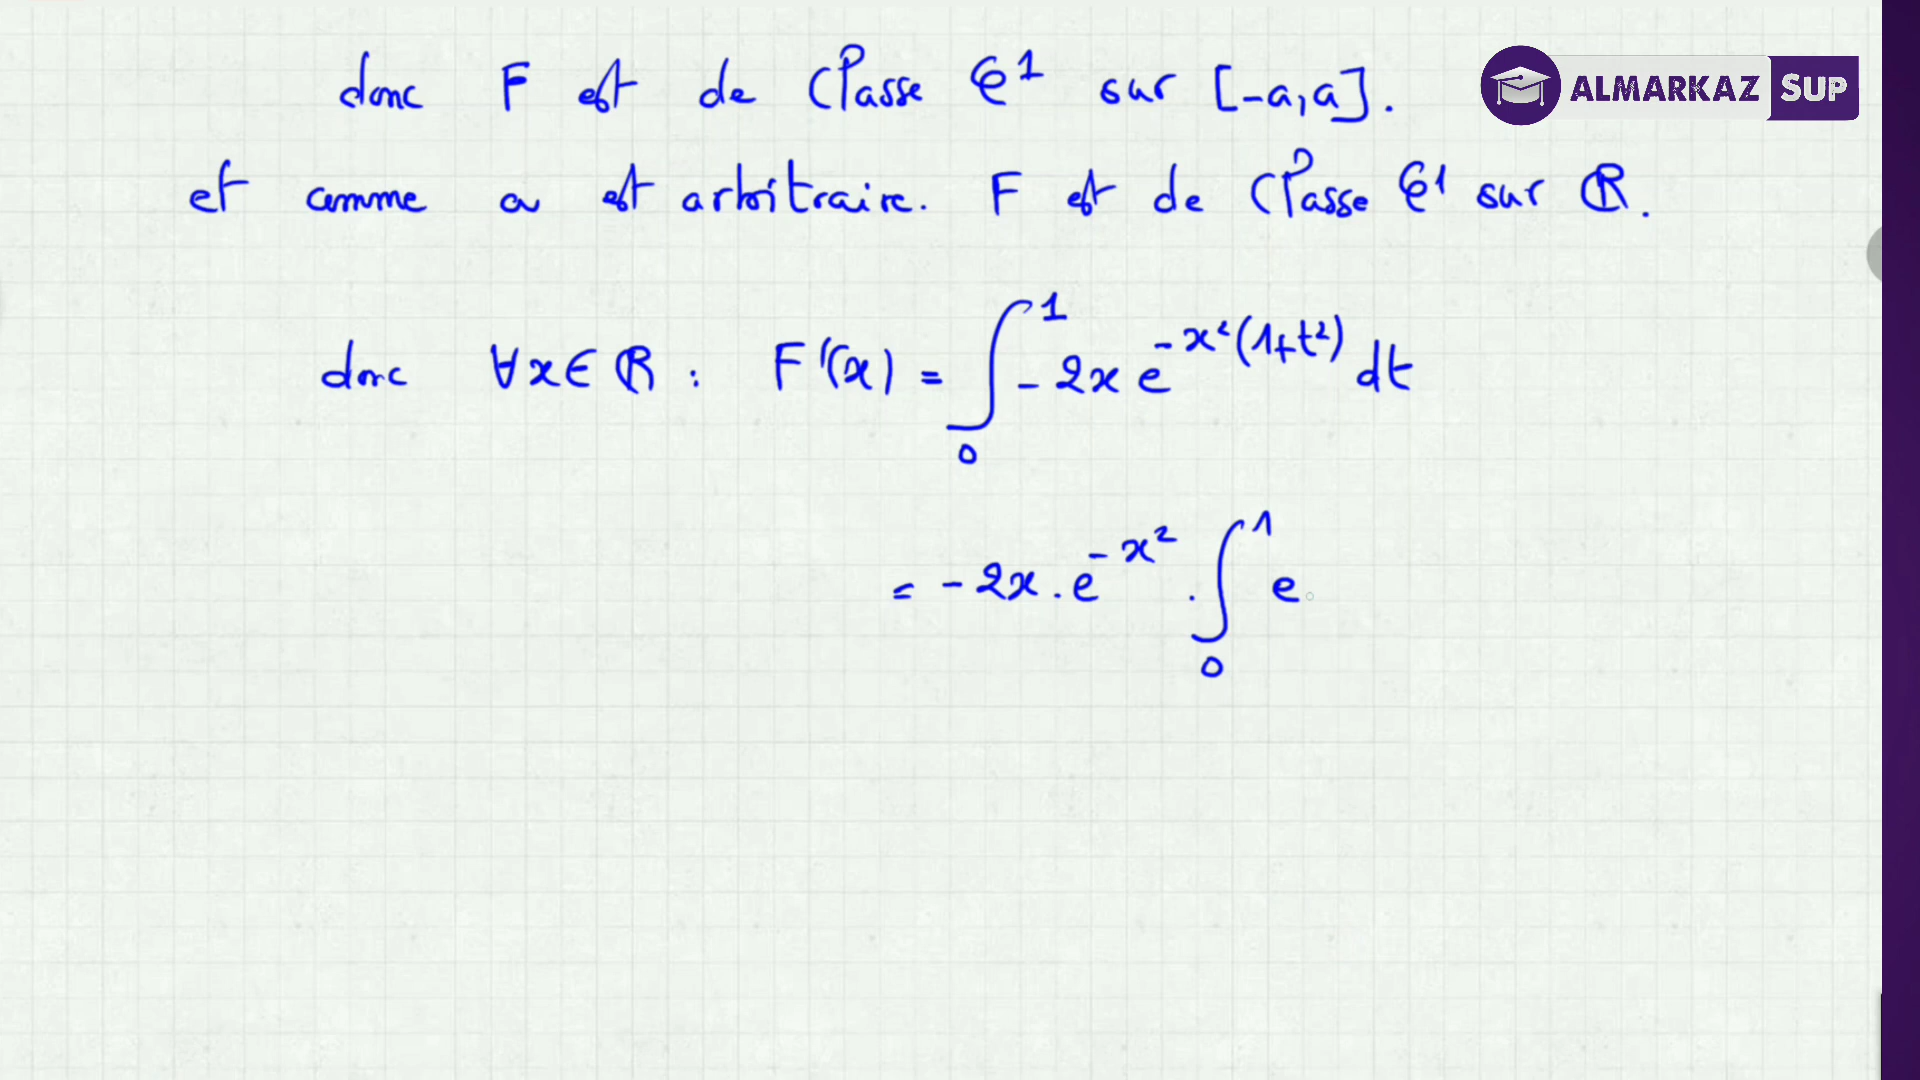 donc F est de classe 𝒞¹ sur [-a,a].
ALMARKAZ SUP
et comme a est arbitraire. F est de classe 𝒞¹ sur ℝ.
donc ∀x∈ℝ : F'(x) = ∫₀¹ -2x e^{-x²(1+t²)} dt
= -2x . e^{-x²} . ∫₀¹ e